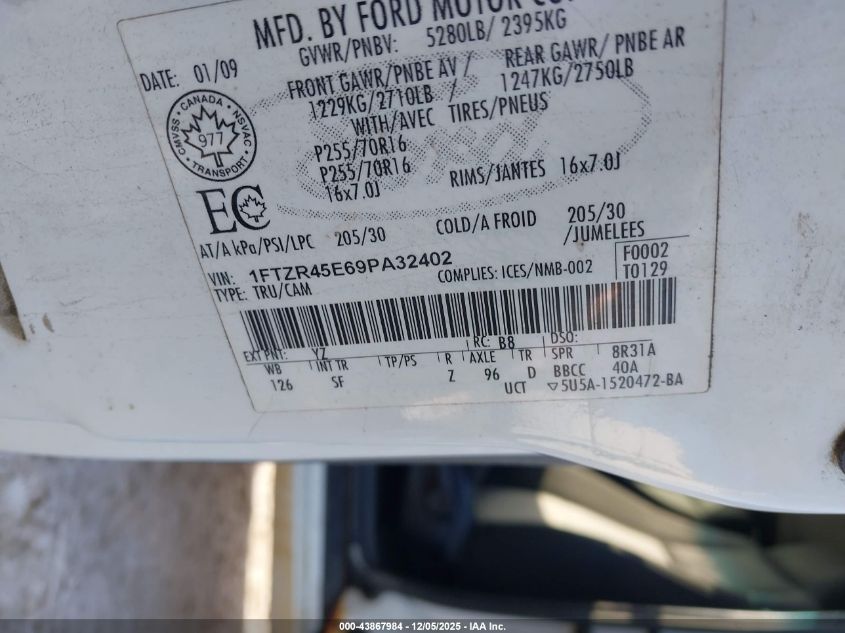 MFD. BY FORD MOTOR CO
GVWR/PNBV: 5280LB/ 2395KG
DATE: 01/09
FRONT GAWR/PNBE AV / REAR GAWR/ PNBE AR
1229KG/2710LB / 1247KG/2750LB
WITH/AVEC TIRES/PNEUS
P255/70R16
P255/70R16
16x7.0J RIMS/JANTES 16x7.0J
CANADA
CMVSS NSVAC
977
TRANSPORT
EC
AT/A kPa/PSI/LPC 205/30 COLD/A FROID 205/30
/JUMELEES
VIN: 1FTZR45E69PA32402
COMPLIES: ICES/NMB-002 F0002
TYPE: TRU/CAM T0129
EXT PNT: YZ RC: B8 DSO:
WB INT TR TP/PS R AXLE TR SPR 8R31A
126 SF Z 96 D BBCC 40A
UCT ▽5U5A-1520472-BA
000-43867984 - 12/05/2025 - IAA Inc.